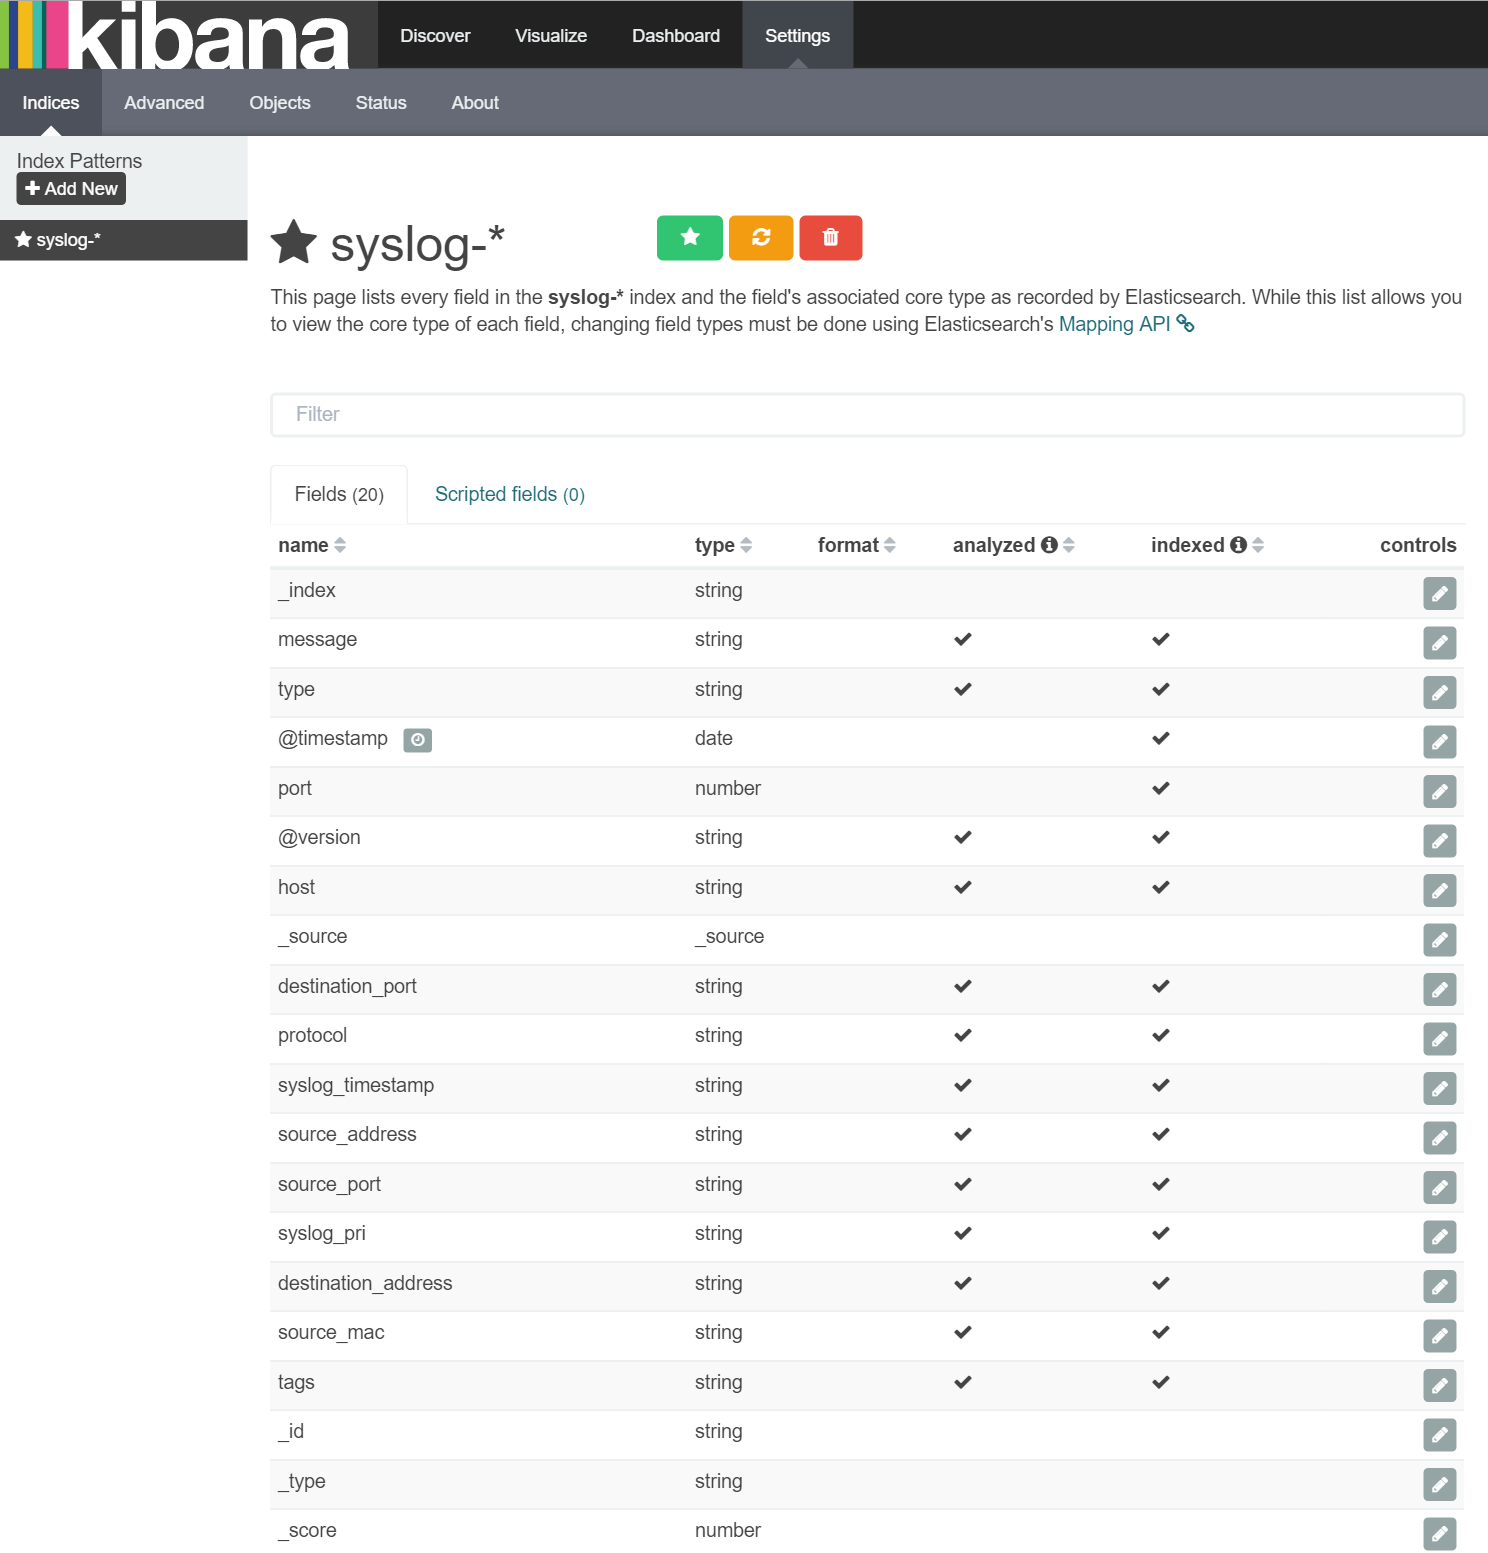 kibana Discover Visualize Dashboard Settings
Indices Advanced Objects Status About
Index Patterns
Add New
syslog-*
syslog-*
This page lists every field in the syslog-* index and the field's associated core type as recorded by Elasticsearch. While this list allows you
to view the core type of each field, changing field types must be done using Elasticsearch's Mapping API
Filter
Fields (20) Scripted fields (0)
name type format analyzed indexed controls
_index string
message string
type string
@timestamp date
port number
@version string
host string
_source _source
destination_port string
protocol string
syslog_timestamp string
source_address string
source_port string
syslog_pri string
destination_address string
source_mac string
tags string
_id string
_type string
_score number